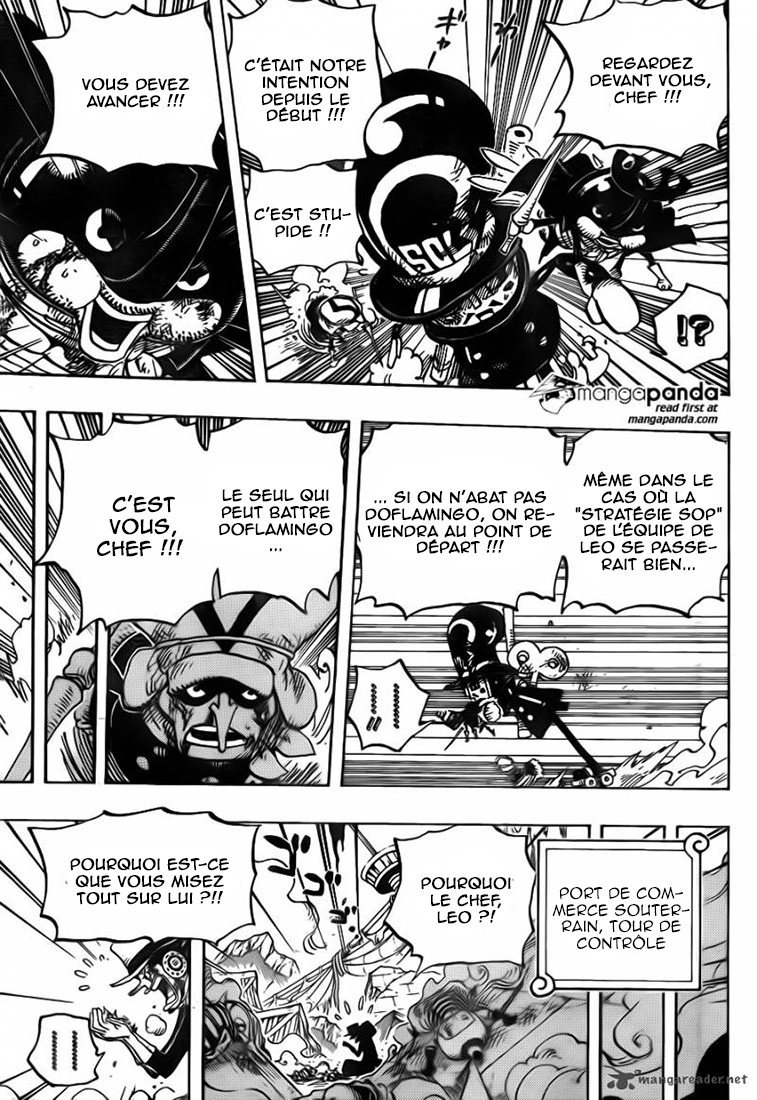 REGARDEZ
DEVANT VOUS,
CHEF !!!
C'ÉTAIT NOTRE
INTENTION
DEPUIS LE
DÉBUT !!!
C'EST STU-
PIDE !!
SOL
!?
VOUS DEVEZ
AVANCER !!!
mangapanda
read first at
mangapanda.com
MÊME DANS LE
CAS OÙ LA
"STRATÉGIE SOP"
DE L'ÉQUIPE DE
LEO SE PASSE-
RAIT BIEN...
... SI ON N'ABAT PAS
DOFLAMINGO, ON RE-
VIENDRA AU POINT DE
DÉPART !!!
LE SEUL QUI
PEUT BATTRE
DOFLAMINGO
...
C'EST
VOUS,
CHEF !!!
PORT DE COM-
MERCE SOUTER-
RAIN, TOUR DE
CONTRÔLE
POURQUOI
LE CHEF,
LEO ?!
ゴゴゴ
POURQUOI EST-CE
QUE VOUS MISEZ
TOUT SUR LUI ?!!
mangareader.net